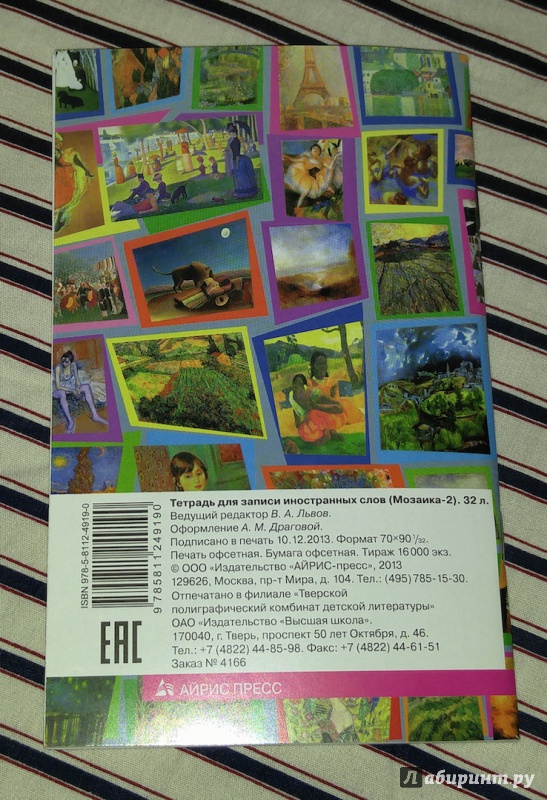 Тетрадь для записи иностранных слов (Мозаика-2). 32 л.
Ведущий редактор В. А. Львов.
Оформление А. М. Драговой.
Подписано в печать 10.12.2013. Формат 70×90 1/32.
Печать офсетная. Бумага офсетная. Тираж 16 000 экз.
© ООО «Издательство «АЙРИС-пресс», 2013
129626, Москва, пр-т Мира, д. 104. Тел.: (495) 785-15-30.
Отпечатано в филиале «Тверской
полиграфический комбинат детской литературы»
ОАО «Издательство «Высшая школа».
170040, г. Тверь, проспект 50 лет Октября, д. 46.
Тел.: +7 (4822) 44-85-98. Факс: +7 (4822) 44-61-51
Заказ № 4166
ISBN 978-5-8112-4919-0
9 785811 249190
ЕАС
АЙРИС ПРЕСС
Лабиринт.ру